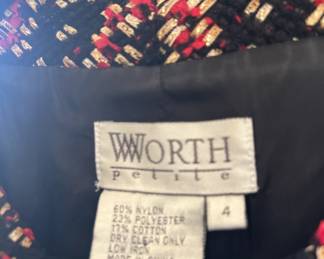 WORTH
petite
4
60% NYLON
23% POLYESTER
17% COTTON
DRY CLEAN ONLY
LOW IRON